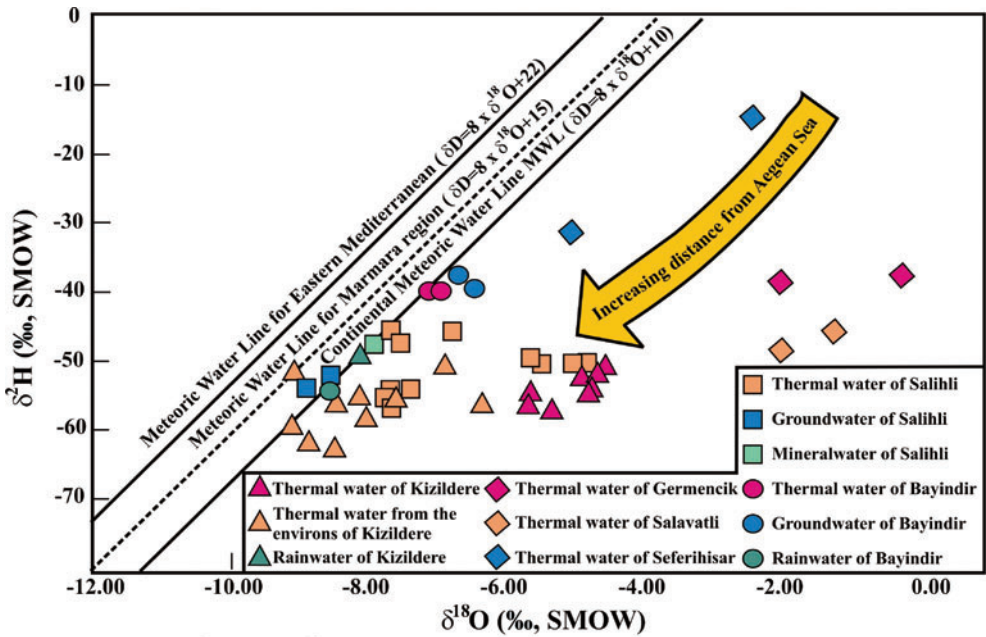 0
-10
-20
-30
-40
-50
-60
-70
δ²H (‰, SMOW)
Meteoric Water Line for Eastern Mediterranean ( δD=8 x δ¹⁸O+22)
Meteoric Water Line for Marmara region ( δD=8 x δ¹⁸O+15)
Continental Meteoric Water Line MWL ( δD=8 x δ¹⁸O+10)
Increasing distance from Aegean Sea
Thermal water of Salihli
Groundwater of Salihli
Mineralwater of Salihli
Thermal water of Kizildere
Thermal water from the
environs of Kizildere
Rainwater of Kizildere
Thermal water of Germencik
Thermal water of Salavatli
Thermal water of Seferihisar
Thermal water of Bayindir
Groundwater of Bayindir
Rainwater of Bayindir
-12.00 -10.00 -8.00 -6.00 -4.00 -2.00 0.00
δ¹⁸O (‰, SMOW)